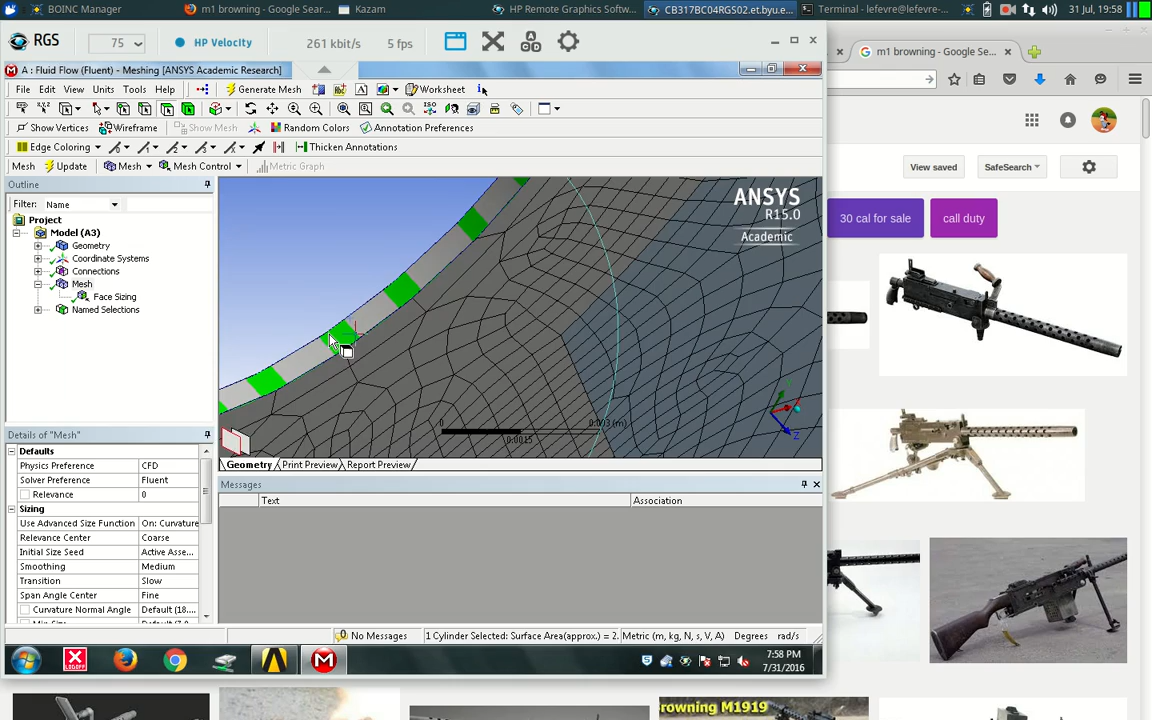 BOINC Manager
m1 browning - Google Sear...
Kazam
HP Remote Graphics Softw...
CB317BC04RGS02.et.byu.e...
Terminal - lefevre@lefevre-...
31 Jul, 19:58
RGS
75
HP Velocity
261 kbit/s
5 fps
m1 browning - Google Se...
A : Fluid Flow (Fluent) - Meshing [ANSYS Academic Research]
File Edit View Units Tools Help
Generate Mesh
Worksheet
Show Vertices
Wireframe
Show Mesh
Random Colors
Annotation Preferences
Edge Coloring
Thicken Annotations
Mesh
Update
Mesh
Mesh Control
Metric Graph
View saved
SafeSearch
30 cal for sale
call duty
Outline
Filter: Name
Project
Model (A3)
Geometry
Coordinate Systems
Connections
Mesh
Face Sizing
Named Selections
ANSYS
R15.0
Academic
0
0.003 (m)
0.0015
Geometry
Print Preview
Report Preview
Details of "Mesh"
Defaults
Physics Preference CFD
Solver Preference Fluent
Relevance 0
Sizing
Use Advanced Size Function On: Curvature
Relevance Center Coarse
Initial Size Seed Active Asse...
Smoothing Medium
Transition Slow
Span Angle Center Fine
Curvature Normal Angle Default (18....
Messages
Text
Association
No Messages
1 Cylinder Selected: Surface Area(approx.) = 2.
Metric (m, kg, N, s, V, A)
Degrees
rad/s
LOGOFF
7:58 PM
7/31/2016
rowning M1919